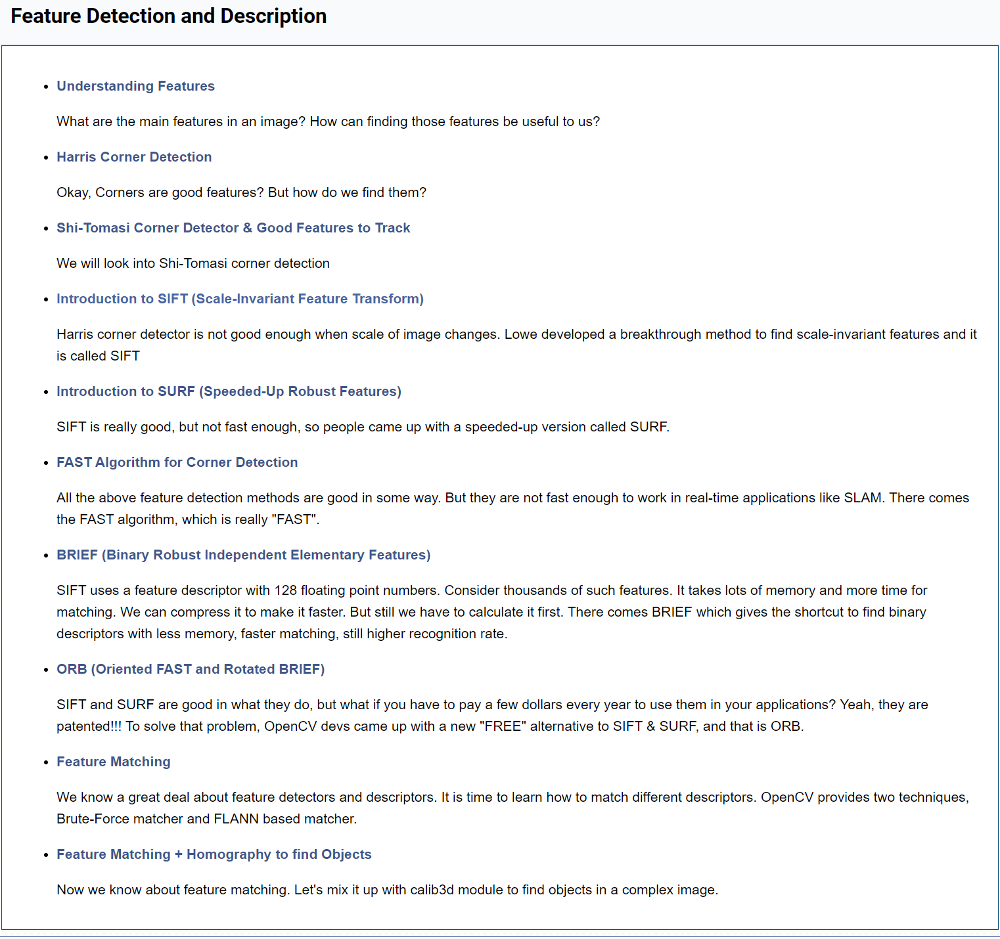 Feature Detection and Description
Understanding Features
What are the main features in an image? How can finding those features be useful to us?
Harris Corner Detection
Okay, Corners are good features? But how do we find them?
Shi-Tomasi Corner Detector & Good Features to Track
We will look into Shi-Tomasi corner detection
Introduction to SIFT (Scale-Invariant Feature Transform)
Harris corner detector is not good enough when scale of image changes. Lowe developed a breakthrough method to find scale-invariant features and it
is called SIFT
Introduction to SURF (Speeded-Up Robust Features)
SIFT is really good, but not fast enough, so people came up with a speeded-up version called SURF.
FAST Algorithm for Corner Detection
All the above feature detection methods are good in some way. But they are not fast enough to work in real-time applications like SLAM. There comes
the FAST algorithm, which is really "FAST".
BRIEF (Binary Robust Independent Elementary Features)
SIFT uses a feature descriptor with 128 floating point numbers. Consider thousands of such features. It takes lots of memory and more time for
matching. We can compress it to make it faster. But still we have to calculate it first. There comes BRIEF which gives the shortcut to find binary
descriptors with less memory, faster matching, still higher recognition rate.
ORB (Oriented FAST and Rotated BRIEF)
SIFT and SURF are good in what they do, but what if you have to pay a few dollars every year to use them in your applications? Yeah, they are
patented!!! To solve that problem, OpenCV devs came up with a new "FREE" alternative to SIFT & SURF, and that is ORB.
Feature Matching
We know a great deal about feature detectors and descriptors. It is time to learn how to match different descriptors. OpenCV provides two techniques,
Brute-Force matcher and FLANN based matcher.
Feature Matching + Homography to find Objects
Now we know about feature matching. Let's mix it up with calib3d module to find objects in a complex image.